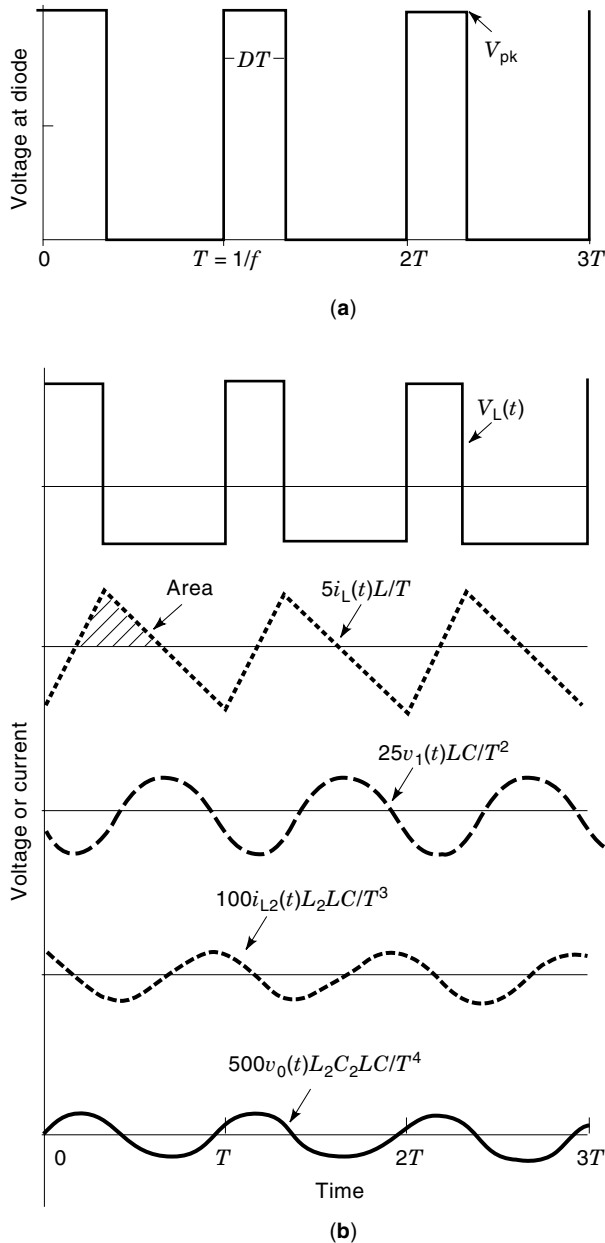 Voltage at diode
DT
V_pk
0
T = 1/f
2T
3T
(a)
Voltage or current
V_L(t)
Area
5i_L(t)L/T
25v_1(t)LC/T^2
100i_L2(t)L_2LC/T^3
500v_0(t)L_2C_2LC/T^4
0
T
2T
3T
Time
(b)